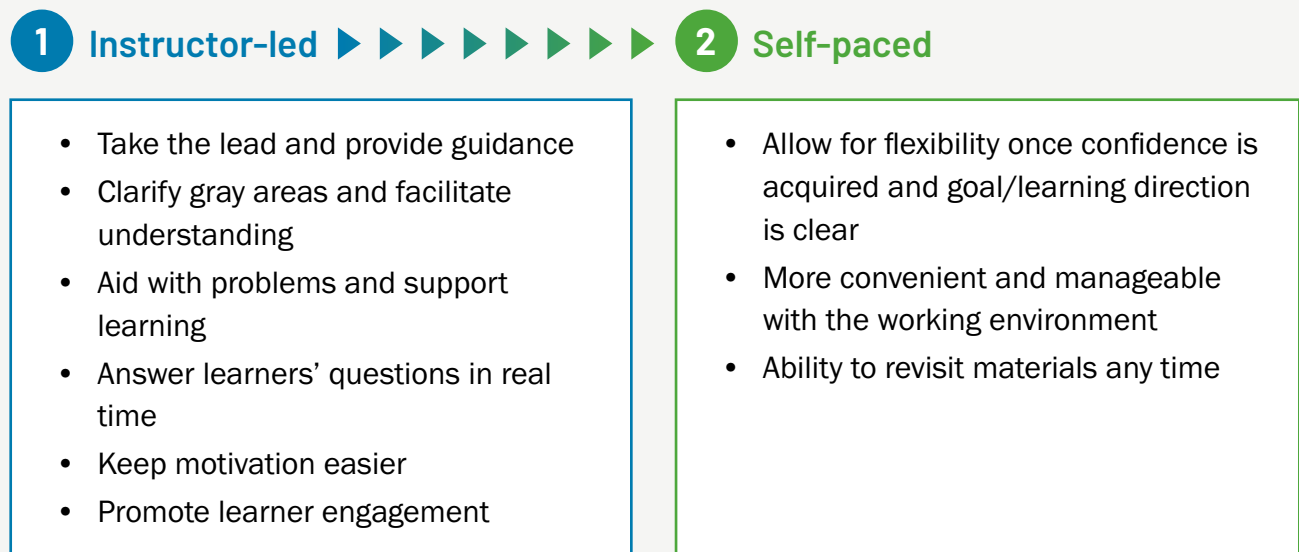 1 Instructor-led
2 Self-paced
• Take the lead and provide guidance
• Clarify gray areas and facilitate
understanding
• Aid with problems and support
learning
• Answer learners’ questions in real
time
• Keep motivation easier
• Promote learner engagement
• Allow for flexibility once confidence is
acquired and goal/learning direction
is clear
• More convenient and manageable
with the working environment
• Ability to revisit materials any time